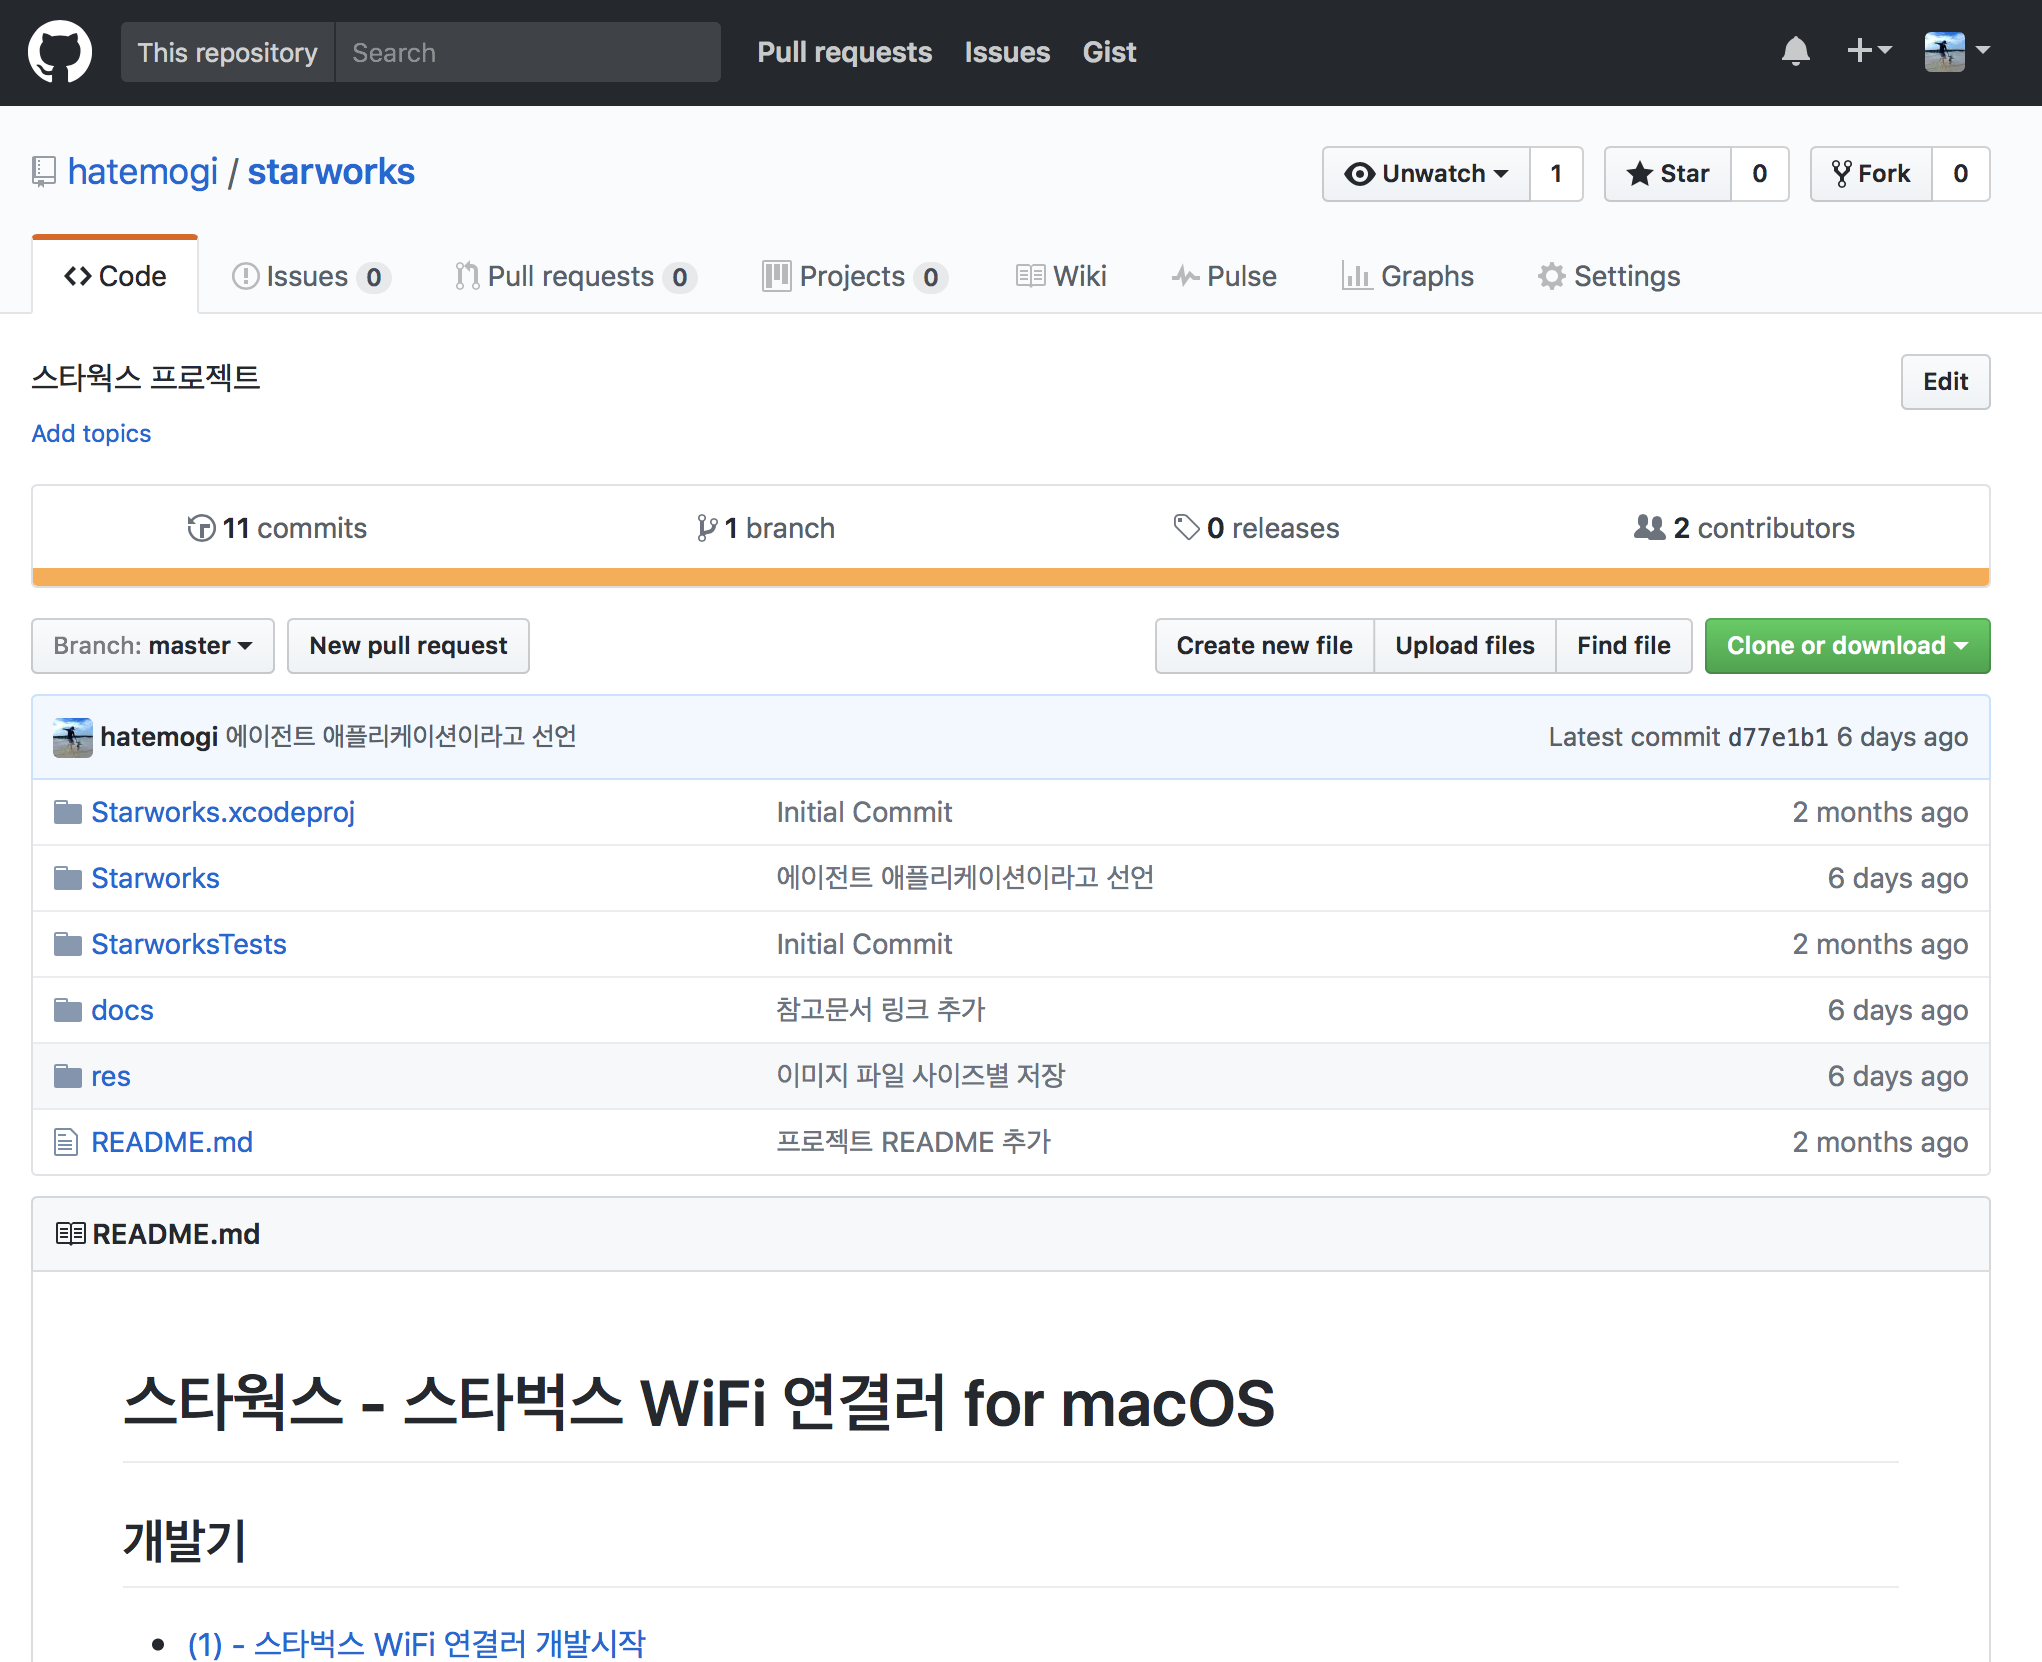 This repository Search Pull requests Issues Gist
hatemogi / starworks Unwatch 1 Star 0 Fork 0
Code Issues 0 Pull requests 0 Projects 0 Wiki Pulse Graphs Settings
스타웍스 프로젝트 Edit
Add topics
11 commits 1 branch 0 releases 2 contributors
Branch: master New pull request Create new file Upload files Find file Clone or download
hatemogi 에이전트 애플리케이션이라고 선언 Latest commit d77e1b1 6 days ago
Starworks.xcodeproj Initial Commit 2 months ago
Starworks 에이전트 애플리케이션이라고 선언 6 days ago
StarworksTests Initial Commit 2 months ago
docs 참고문서 링크 추가 6 days ago
res 이미지 파일 사이즈별 저장 6 days ago
README.md 프로젝트 README 추가 2 months ago
README.md
스타웍스 - 스타벅스 WiFi 연결러 for macOS
개발기
(1) - 스타벅스 WiFi 연결러 개발시작